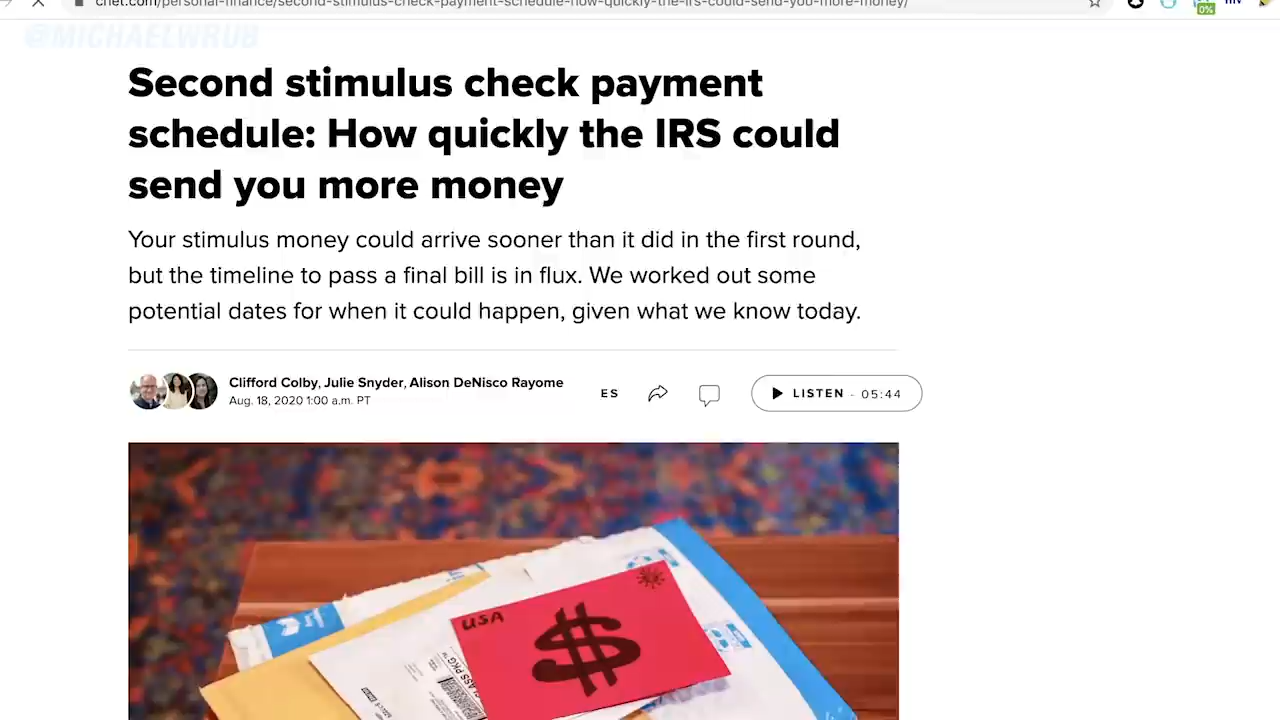 cnet.com/personal-finance/second-stimulus-check-payment-schedule-how-quickly-the-irs-could-send-you-more-money/
0%
@MICHAELWRUB
Second stimulus check payment
schedule: How quickly the IRS could
send you more money
Your stimulus money could arrive sooner than it did in the first round,
but the timeline to pass a final bill is in flux. We worked out some
potential dates for when it could happen, given what we know today.
Clifford Colby, Julie Snyder, Alison DeNisco Rayome
Aug. 18, 2020 1:00 a.m. PT
ES
LISTEN - 05:44
USA
$
CLASS PKG™